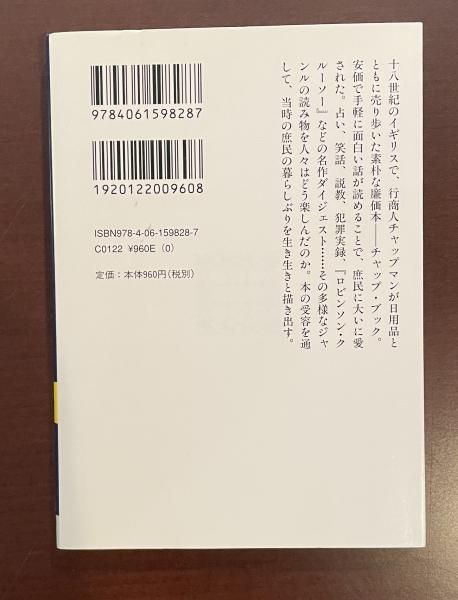 十八世紀のイギリスで、行商人チャップマンが日用品と
ともに売り歩いた素朴な廉価本――チャップ・ブック。
安価で手軽に面白い話が読めることで、庶民に大いに愛
された。占い、笑話、説教、犯罪実録、『ロビンソン・ク
ルーソー』などの名作ダイジェスト……その多様なジャ
ンルの読み物を人々はどう楽しんだのか。本の受容を通
して、当時の庶民の暮らしぶりを生き生きと描き出す。
9784061598287
1920122009608
ISBN978-4-06-159828-7
C0122 ¥960E (0)
定価：本体960円(税別)